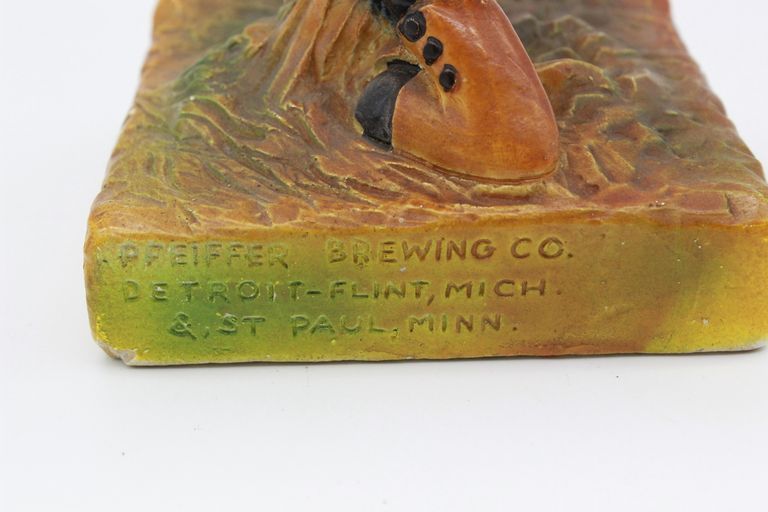 PFEIFFER BREWING CO.
DETROIT-FLINT, MICH.
&, ST PAUL, MINN.